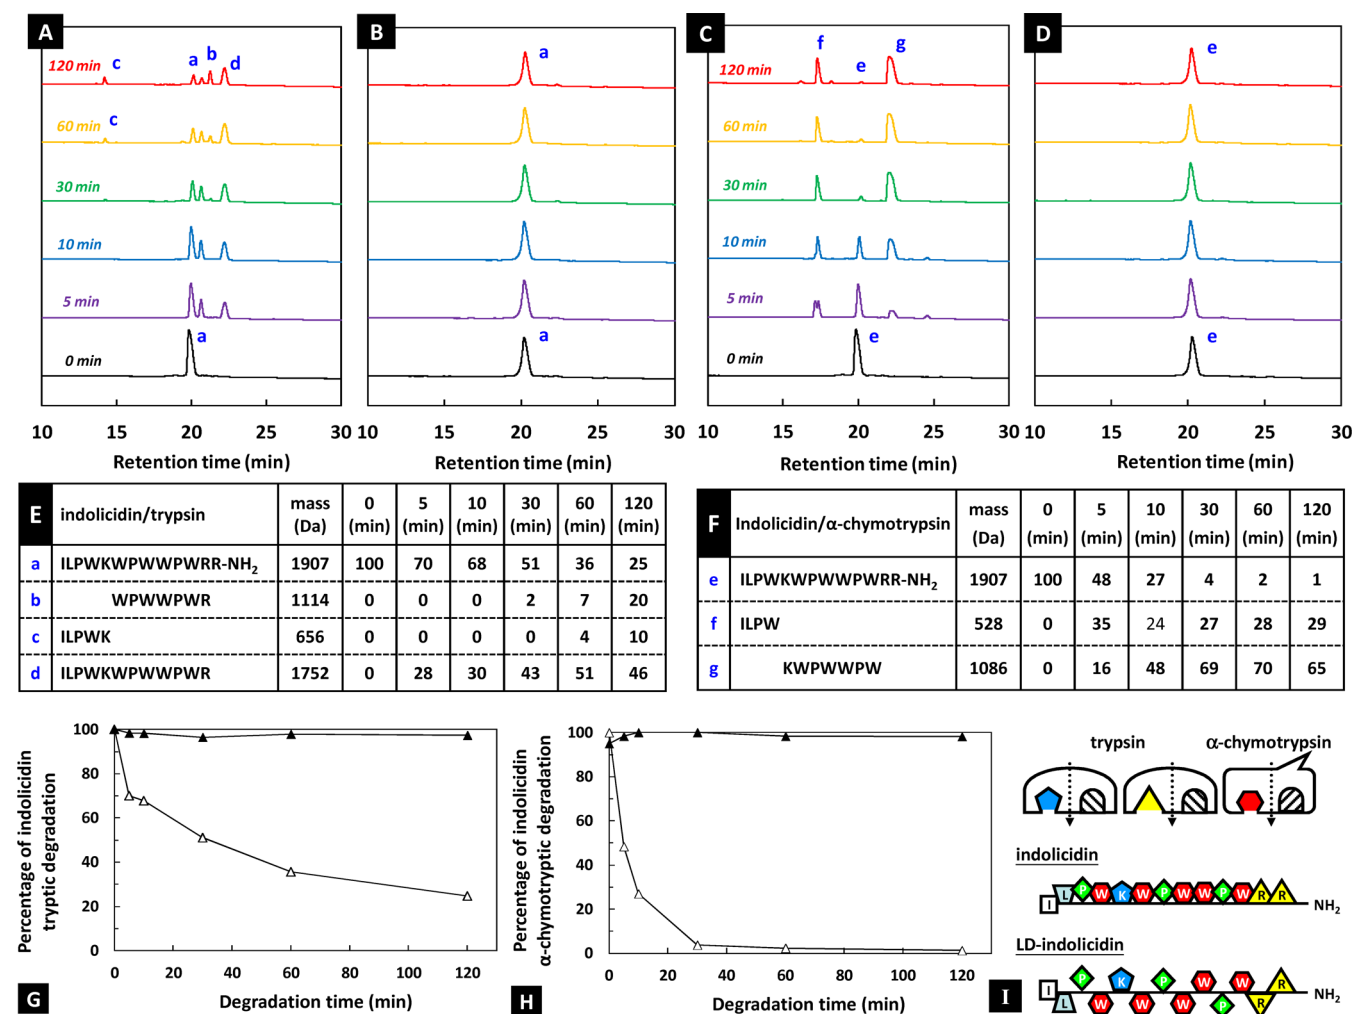 A
120 min
c
a
b
d
60 min
c
30 min
10 min
5 min
a
0 min
10 15 20 25 30
Retention time (min)
B
a
a
10 15 20 25 30
Retention time (min)
C
120 min
f
e
g
60 min
30 min
10 min
5 min
0 min
e
10 15 20 25 30
Retention time (min)
D
e
e
10 15 20 25 30
Retention time (min)
E indolicidin/trypsin mass (Da) 0 (min) 5 (min) 10 (min) 30 (min) 60 (min) 120 (min)
a ILPWKWPWWPWRR-NH2 1907 100 70 68 51 36 25
b WPWWPWR 1114 0 0 0 2 7 20
c ILPWK 656 0 0 0 0 4 10
d ILPWKWPWWPWR 1752 0 28 30 43 51 46
F Indolicidin/α-chymotrypsin mass (Da) 0 (min) 5 (min) 10 (min) 30 (min) 60 (min) 120 (min)
e ILPWKWPWWPWRR-NH2 1907 100 48 27 4 2 1
f ILPW 528 0 35 24 27 28 29
g KWPWWPW 1086 0 16 48 69 70 65
G
Percentage of indolicidin
tryptic degradation
100
80
60
40
20
0
0 20 40 60 80 100 120
Degradation time (min)
H
Percentage of indolicidin
α-chymotryptic degradation
100
80
60
40
20
0
0 20 40 60 80 100 120
Degradation time (min)
I
trypsin α-chymotrypsin
indolicidin
I L P W K W P W W P W R R NH2
LD-indolicidin
I L P W K W P W W P W R R NH2